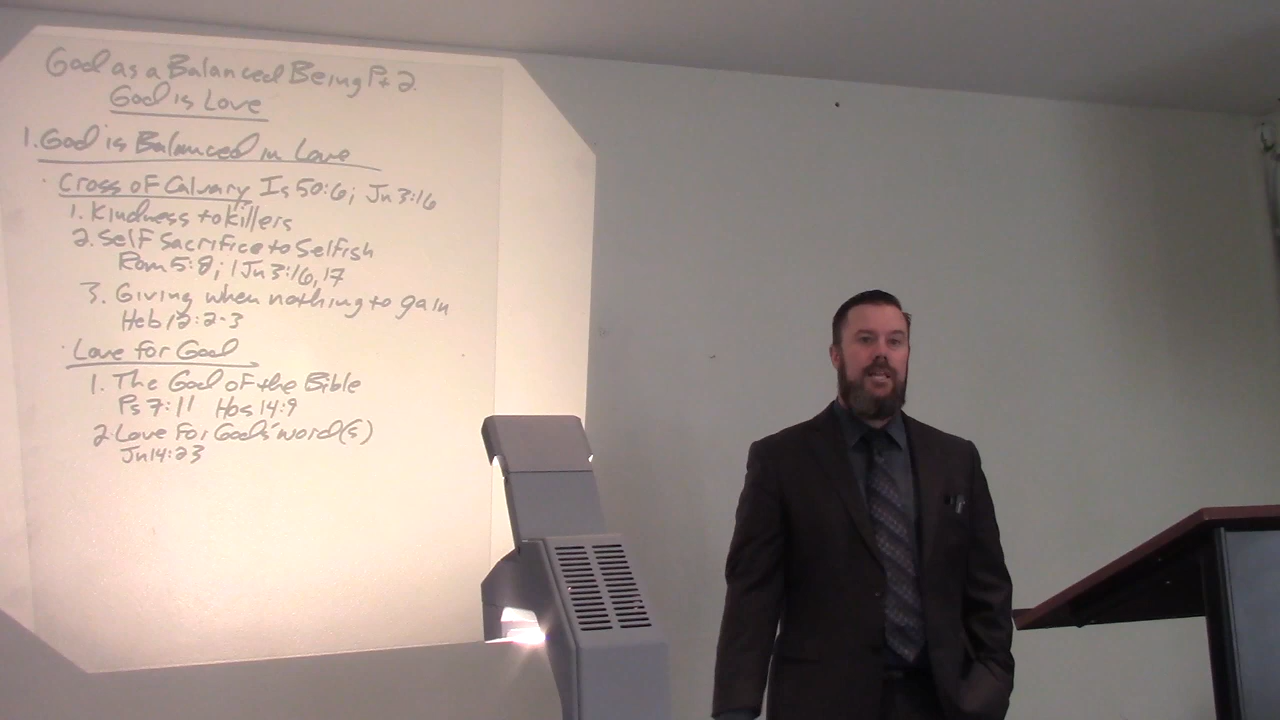 God as a Balanced Being Pt 2
God is Love
1. God is Balanced in Love
· Cross of Calvary Is 50:6; Jn 3:16
1. Kindness to killers
2. Self Sacrifice to Selfish
Rom 5:8; 1 Jn 3:16, 17
3. Giving when nothing to gain
Heb 12:2-3
· Love for God
1. The God of the Bible
Ps 7:11 Hos 14:9
2. Love for God's word(s)
Jn 14:23